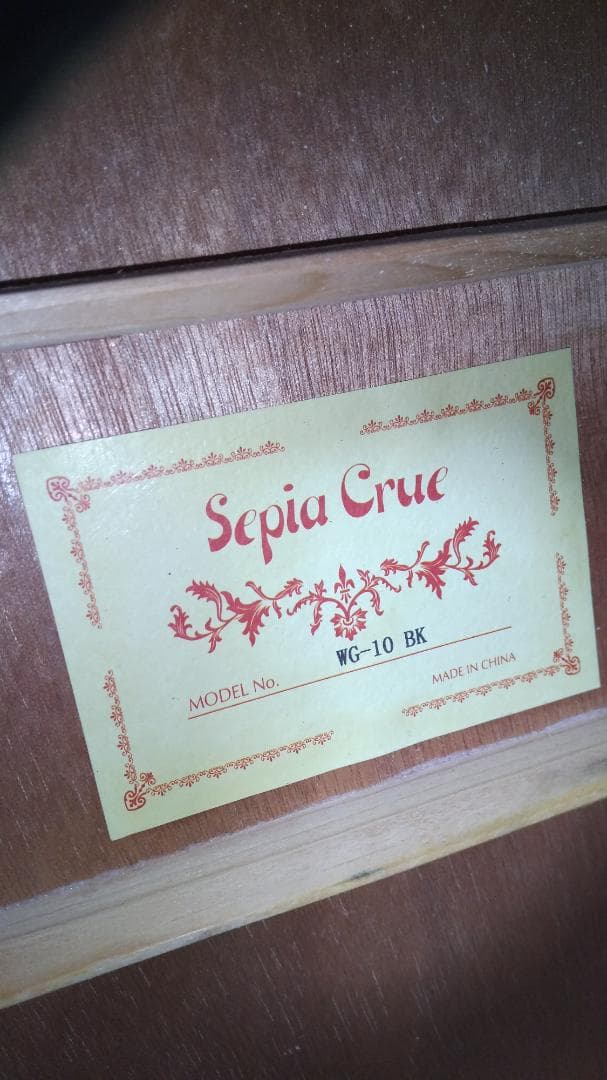 Sepia Crue
MODEL No. WG-10 BK
MADE IN CHINA